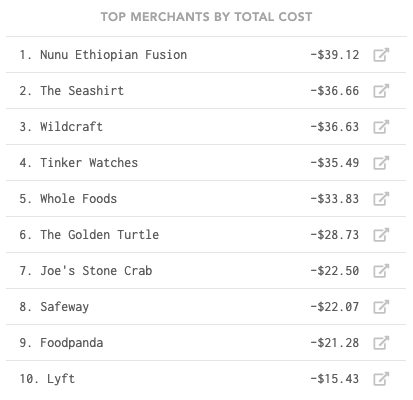 TOP MERCHANTS BY TOTAL COST
1. Nunu Ethiopian Fusion -$39.12
2. The Seashirt -$36.66
3. Wildcraft -$36.63
4. Tinker Watches -$35.49
5. Whole Foods -$33.83
6. The Golden Turtle -$28.73
7. Joe's Stone Crab -$22.50
8. Safeway -$22.07
9. Foodpanda -$21.28
10. Lyft -$15.43